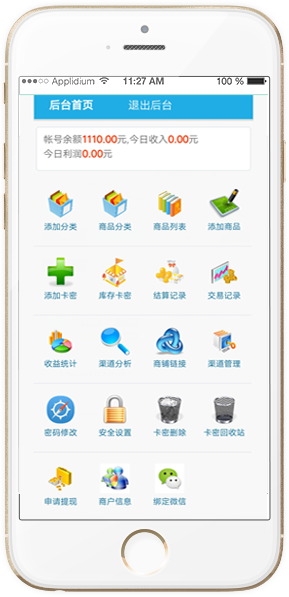 Applidium 11:27 AM 100 %
后台首页 退出后台
帐号余额1110.00元,今日收入0.00元
今日利润0.00元
添加分类 商品分类 商品列表 添加商品
添加卡密 库存卡密 结算记录 交易记录
收益统计 渠道分析 商铺链接 渠道管理
密码修改 安全设置 卡密删除 卡密回收站
申请提现 商户信息 绑定微信